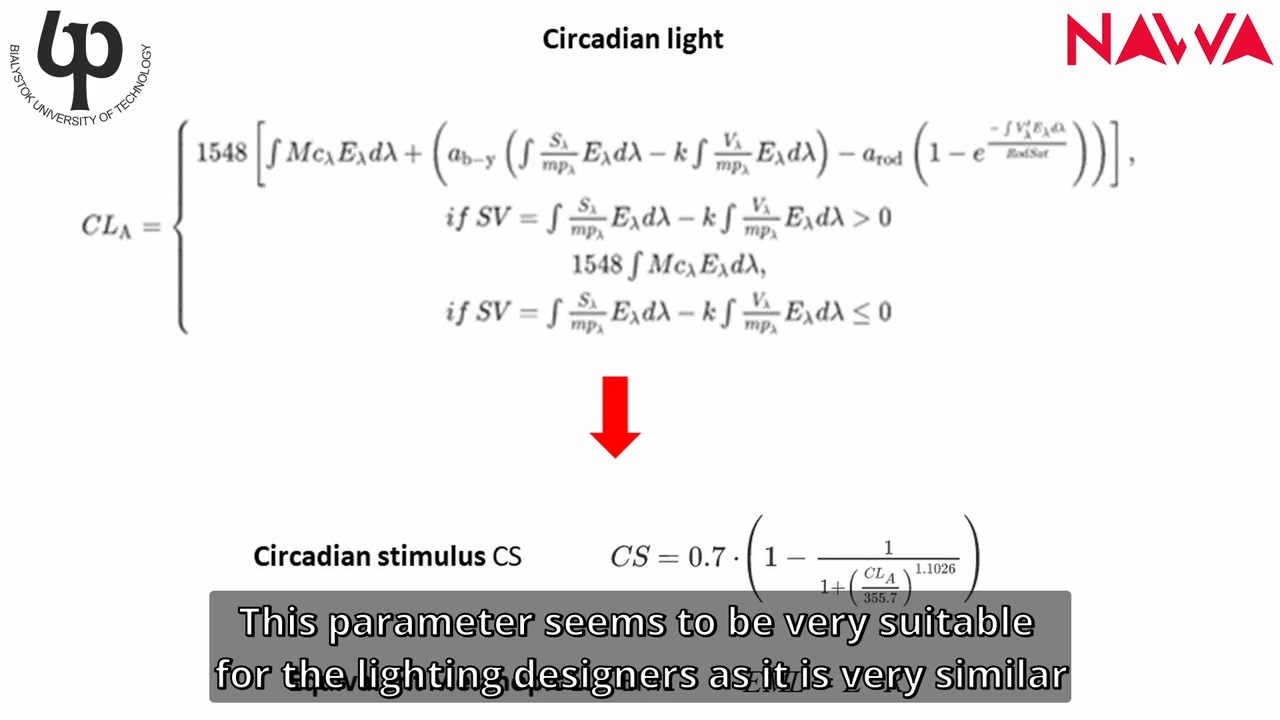 BIALYSTOK UNIVERSITY OF TECHNOLOGY
Circadian light
NAWA
CL_Λ = { 1548 [ ∫ Mc_λ E_λ dλ + ( a_b−y ( ∫ S_λ/mp_λ E_λ dλ − k ∫ V_λ/mp_λ E_λ dλ ) − a_rod ( 1 − e^(−∫ V'_λ E_λ dλ / RodSat) ) ) ] ,
if SV = ∫ S_λ/mp_λ E_λ dλ − k ∫ V_λ/mp_λ E_λ dλ > 0
1548 ∫ Mc_λ E_λ dλ,
if SV = ∫ S_λ/mp_λ E_λ dλ − k ∫ V_λ/mp_λ E_λ dλ ≤ 0
Circadian stimulus CS CS = 0.7 · ( 1 − 1 / (1+(CL_A/355.7)^1.1026) )
This parameter seems to be very suitable
for the lighting designers as it is very similar